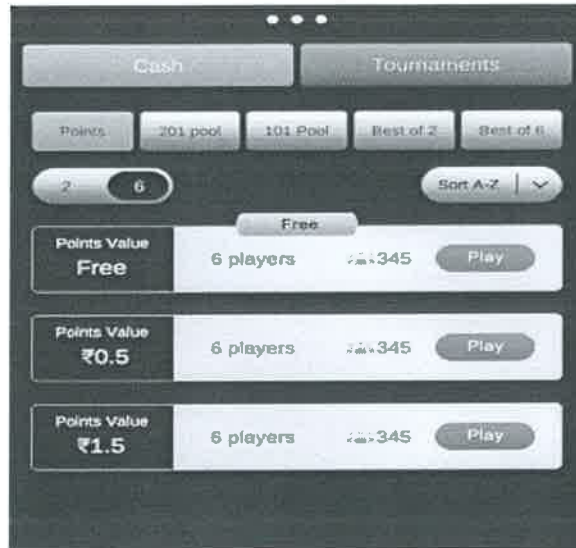 Cash Tournaments
Points 201 pool 101 Pool Best of 2 Best of 6
2 6 Sort A-Z
Free
Points Value
Free
6 players 345 Play
Points Value
₹0.5
6 players 345 Play
Points Value
₹1.5
6 players 345 Play